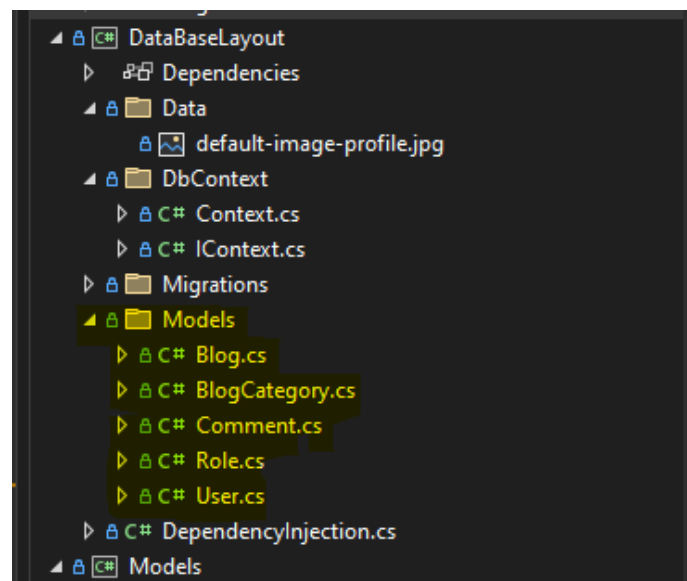 C# DataBaseLayout
Dependencies
Data
default-image-profile.jpg
DbContext
C# Context.cs
C# IContext.cs
Migrations
Models
C# Blog.cs
C# BlogCategory.cs
C# Comment.cs
C# Role.cs
C# User.cs
C# DependencyInjection.cs
C# Models